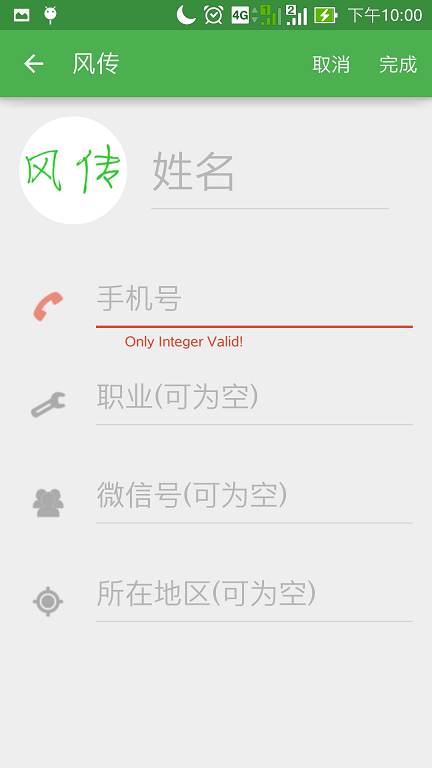 4G 1 2 下午10:00
风传 取消 完成
风传 姓名
手机号
Only Integer Valid!
职业(可为空)
微信号(可为空)
所在地区(可为空)